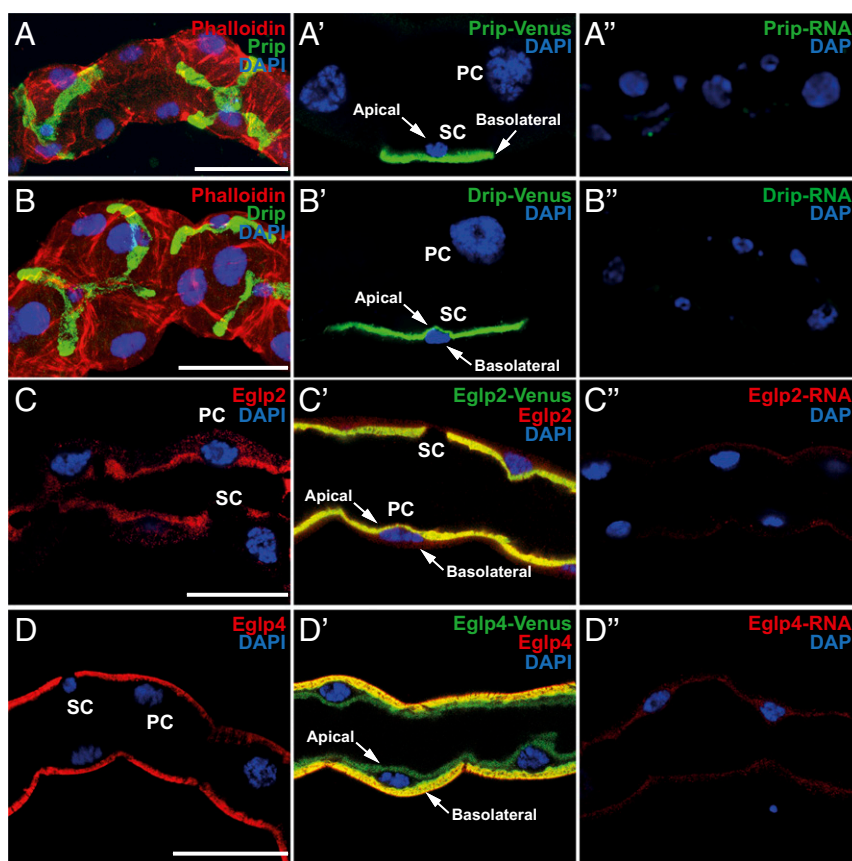 A
Phalloidin
Prip
DAPI
A'
Prip-Venus
DAPI
PC
Apical
SC
Basolateral
A"
Prip-RNA
DAP
B
Phalloidin
Drip
DAPI
B'
Drip-Venus
DAPI
PC
Apical
SC
Basolateral
B"
Drip-RNA
DAP
C
Eglp2
PC DAPI
SC
C'
Eglp2-Venus
Eglp2
DAPI
SC
Apical
PC
Basolateral
C"
Eglp2-RNA
DAP
D
Eglp4
DAPI
SC
PC
D'
Eglp4-Venus
Eglp4
DAPI
Apical
Basolateral
D"
Eglp4-RNA
DAP